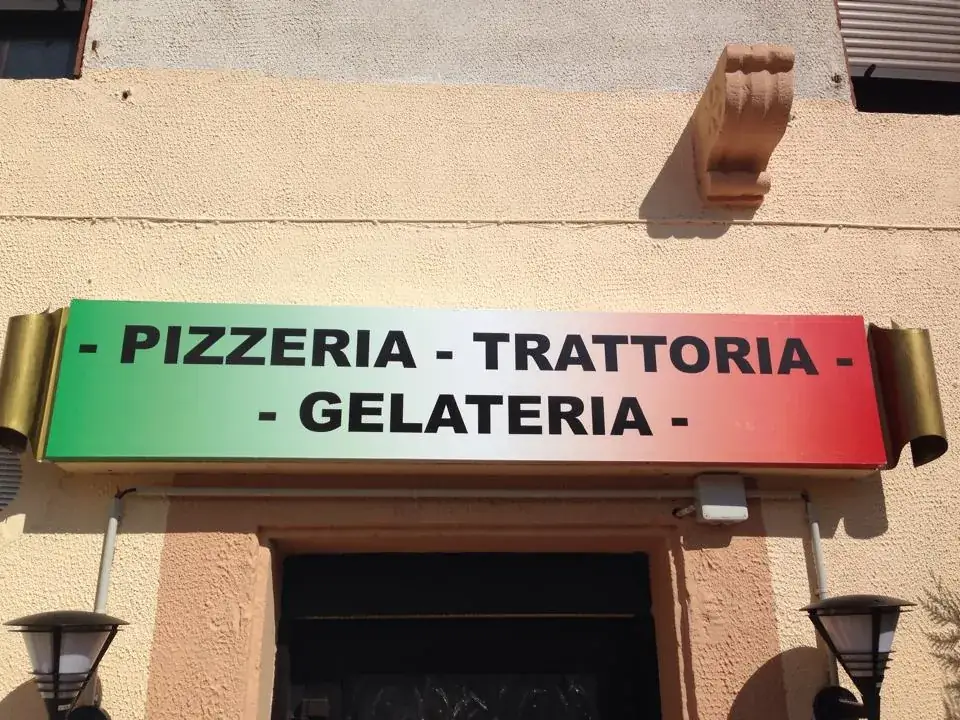 - PIZZERIA - TRATTORIA -
- GELATERIA -